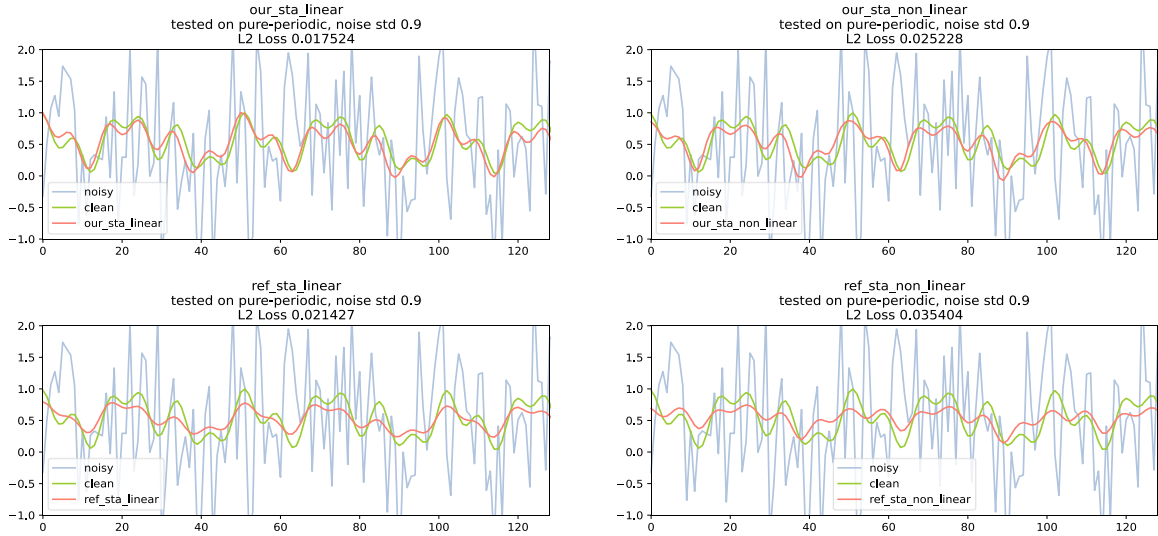 our_sta_linear
tested on pure-periodic, noise std 0.9
L2 Loss 0.017524
2.0
1.5
1.0
0.5
0.0
−0.5
−1.0
noisy
clean
our_sta_linear
0 20 40 60 80 100 120
our_sta_non_linear
tested on pure-periodic, noise std 0.9
L2 Loss 0.025228
2.0
1.5
1.0
0.5
0.0
−0.5
−1.0
noisy
clean
our_sta_non_linear
0 20 40 60 80 100 120
ref_sta_linear
tested on pure-periodic, noise std 0.9
L2 Loss 0.021427
2.0
1.5
1.0
0.5
0.0
−0.5
−1.0
noisy
clean
ref_sta_linear
0 20 40 60 80 100 120
ref_sta_non_linear
tested on pure-periodic, noise std 0.9
L2 Loss 0.035404
2.0
1.5
1.0
0.5
0.0
−0.5
−1.0
noisy
clean
ref_sta_non_linear
0 20 40 60 80 100 120